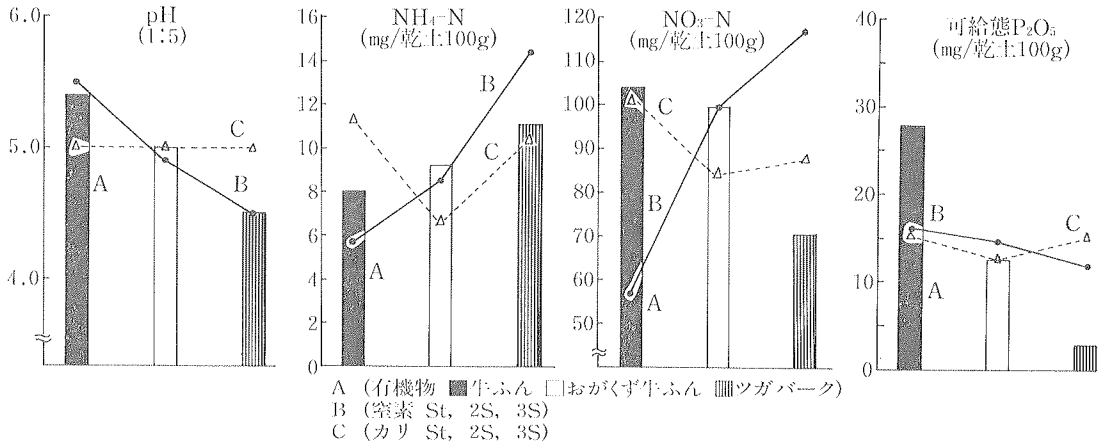 pH
(1:5)
6.0
5.0
4.0
A
B
C
NH₄-N
(mg/乾土100g)
16
14
12
10
8
6
4
2
0
A
B
C
NO₃-N
(mg/乾土100g)
120
110
100
90
80
70
60
50
A
B
C
可給態P₂O₅
(mg/乾土100g)
50
40
30
20
10
0
A
B
C
A (有機物 牛ふん おがくず牛ふん ツガバーク)
B (窒素 St, 2S, 3S)
C (カリ St, 2S, 3S)